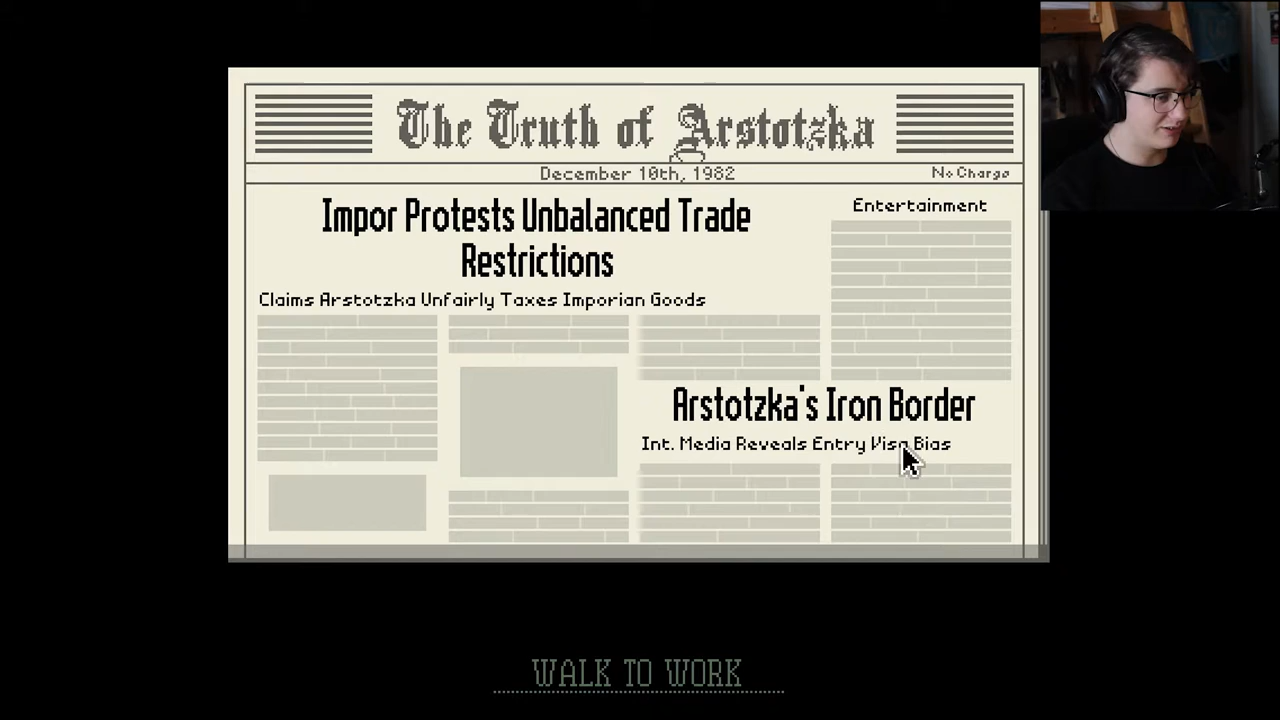 The Truth of Arstotzka
December 10th, 1982
No Charge
Impor Protests Unbalanced Trade
Restrictions
Claims Arstotzka Unfairly Taxes Imporian Goods
Entertainment
Arstotzka's Iron Border
Int. Media Reveals Entry Visa Bias
WALK TO WORK